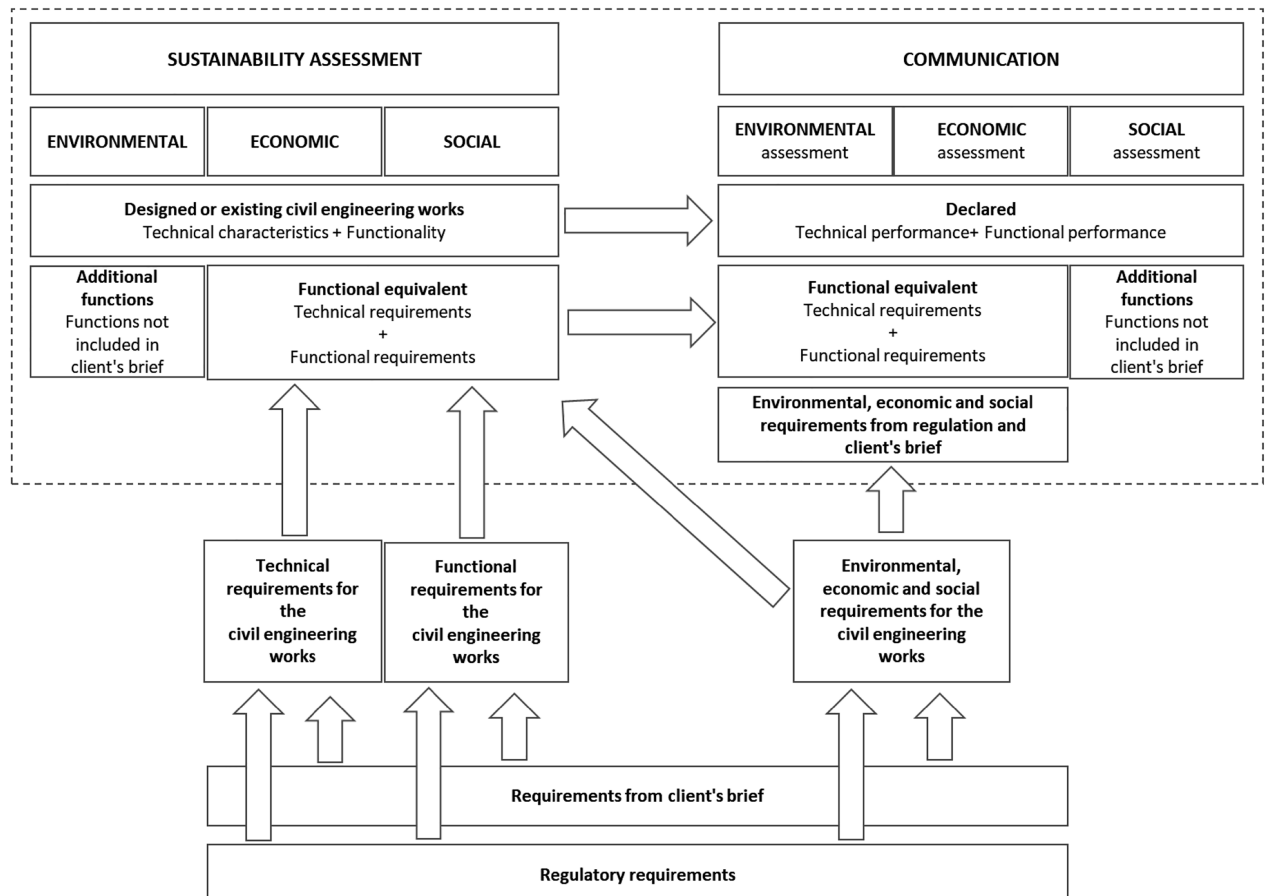 SUSTAINABILITY ASSESSMENT
COMMUNICATION
ENVIRONMENTAL
ECONOMIC
SOCIAL
ENVIRONMENTAL
assessment
ECONOMIC
assessment
SOCIAL
assessment
Designed or existing civil engineering works
Technical characteristics + Functionality
Declared
Technical performance+ Functional performance
Additional
functions
Functions not
included in
client's brief
Functional equivalent
Technical requirements
+
Functional requirements
Functional equivalent
Technical requirements
+
Functional requirements
Additional
functions
Functions not
included in
client's brief
Environmental, economic and social
requirements from regulation and
client's brief
Technical
requirements for
the
civil engineering
works
Functional
requirements for
the
civil engineering
works
Environmental,
economic and social
requirements for the
civil engineering
works
Requirements from client's brief
Regulatory requirements